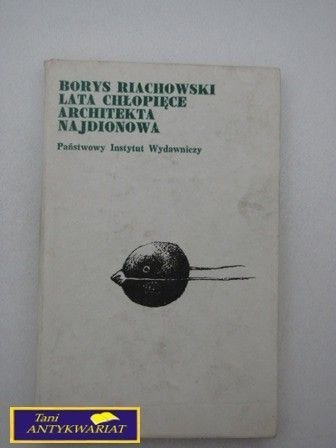 BORYS RIACHOWSKI
LATA CHŁOPIĘCE
ARCHITEKTA
NAJDIONOWA
Państwowy Instytut Wydawniczy
Tani
ANTYKWARIAT